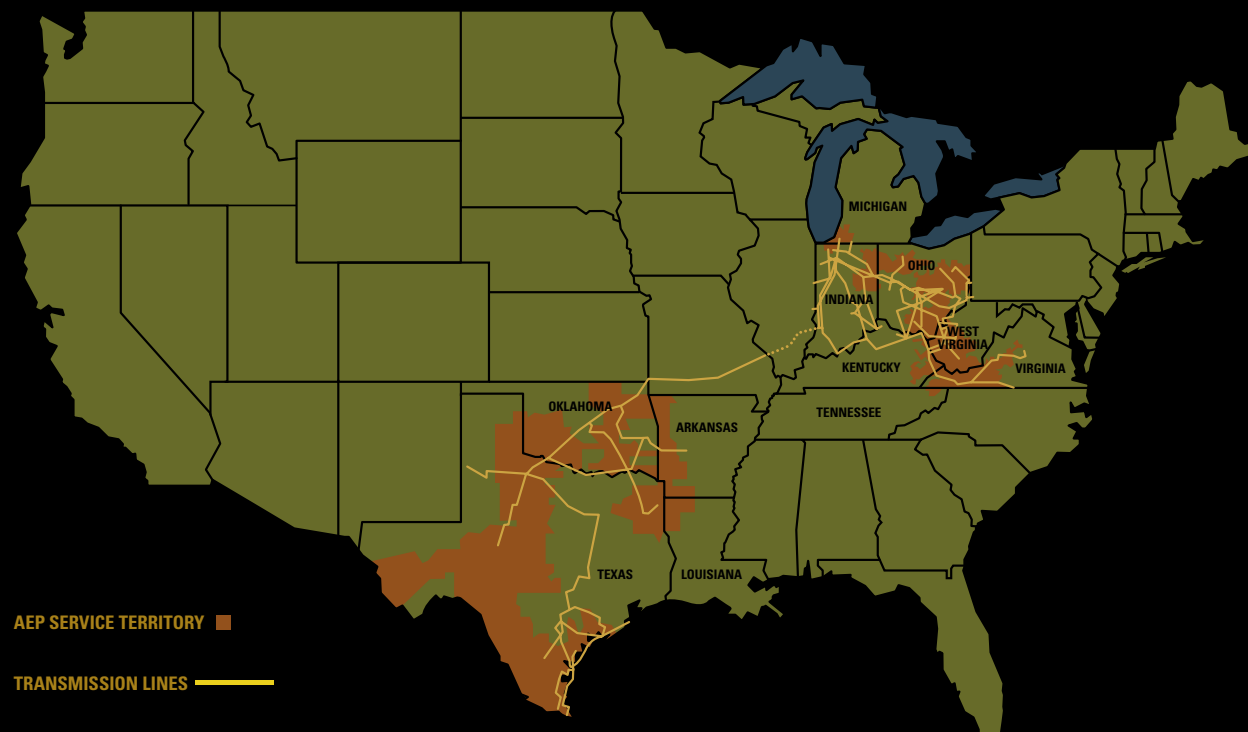 MICHIGAN
OHIO
INDIANA
WEST
VIRGINIA
KENTUCKY
VIRGINIA
OKLAHOMA
TENNESSEE
ARKANSAS
TEXAS
LOUISIANA
AEP SERVICE TERRITORY
TRANSMISSION LINES